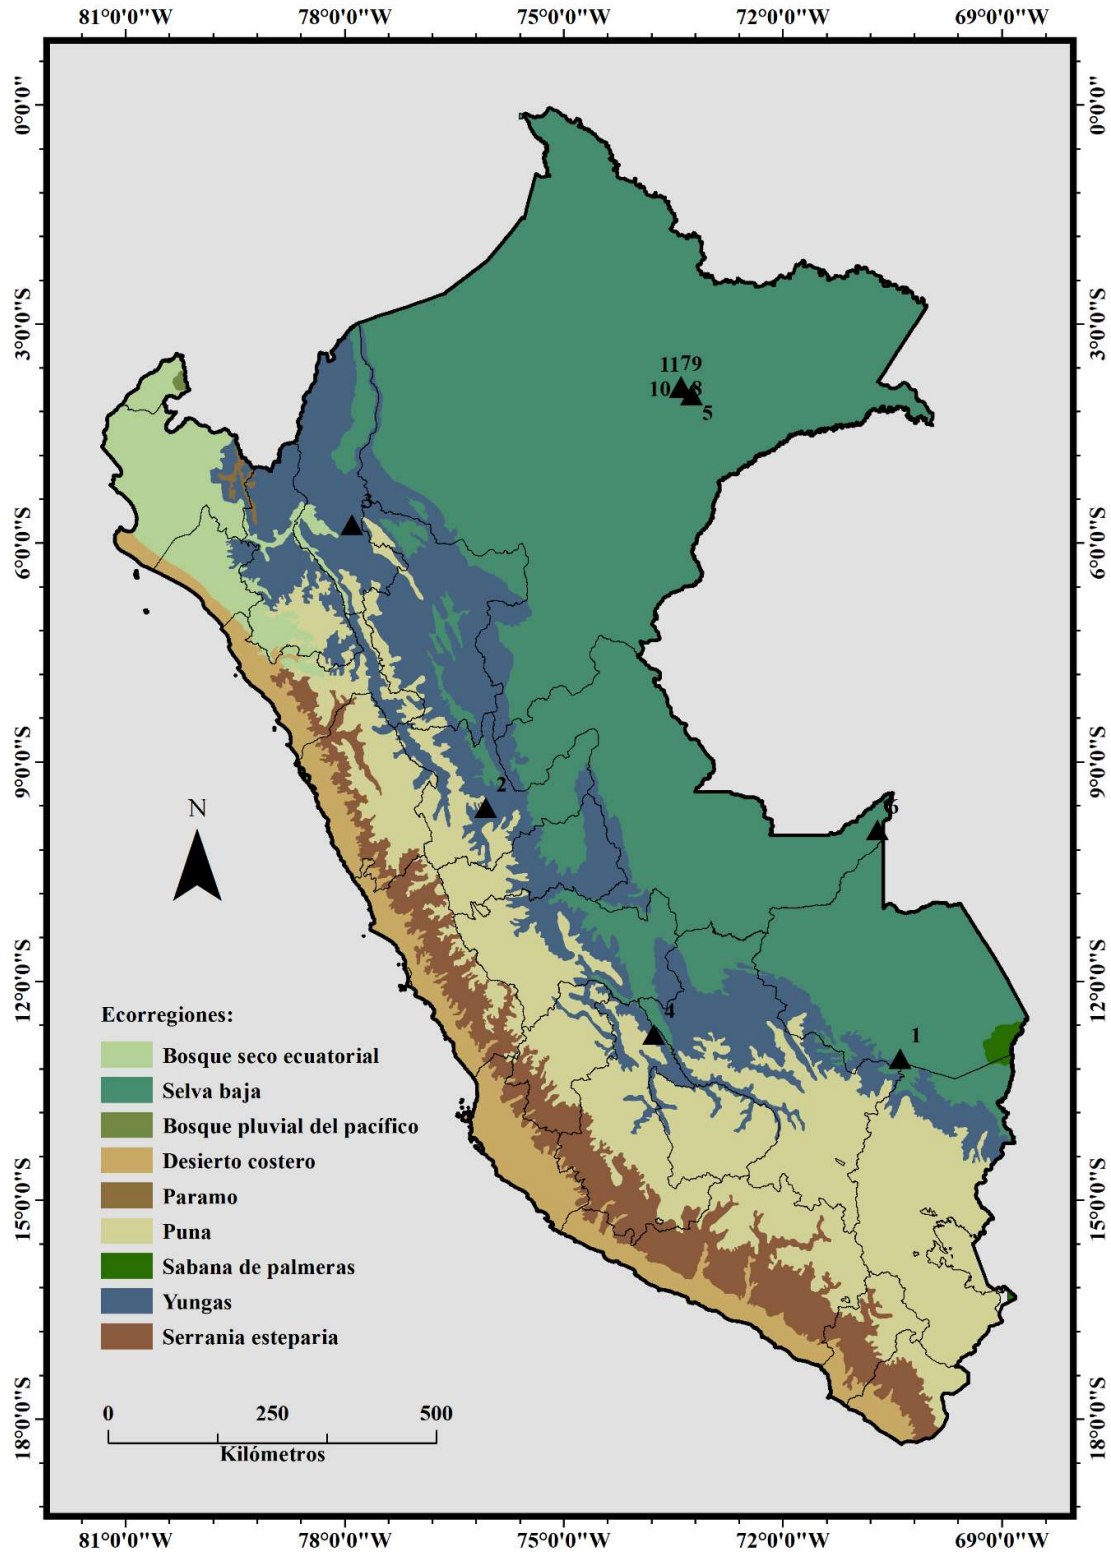 81°0'0"W 78°0'0"W 75°0'0"W 72°0'0"W 69°0'0"W
0°0'0"
0°0'0"
3°0'0"S
3°0'0"S
1179
10 8
5
3
6°0'0"S
6°0'0"S
9°0'0"S
9°0'0"S
2
6
N
12°0'0"S
12°0'0"S
4
1
Ecorregiones:
Bosque seco ecuatorial
Selva baja
Bosque pluvial del pacífico
Desierto costero
Paramo
Puna
Sabana de palmeras
Yungas
Serrania esteparia
15°0'0"S
15°0'0"S
0 250 500
Kilómetros
18°0'0"S
18°0'0"S
81°0'0"W 78°0'0"W 75°0'0"W 72°0'0"W 69°0'0"W